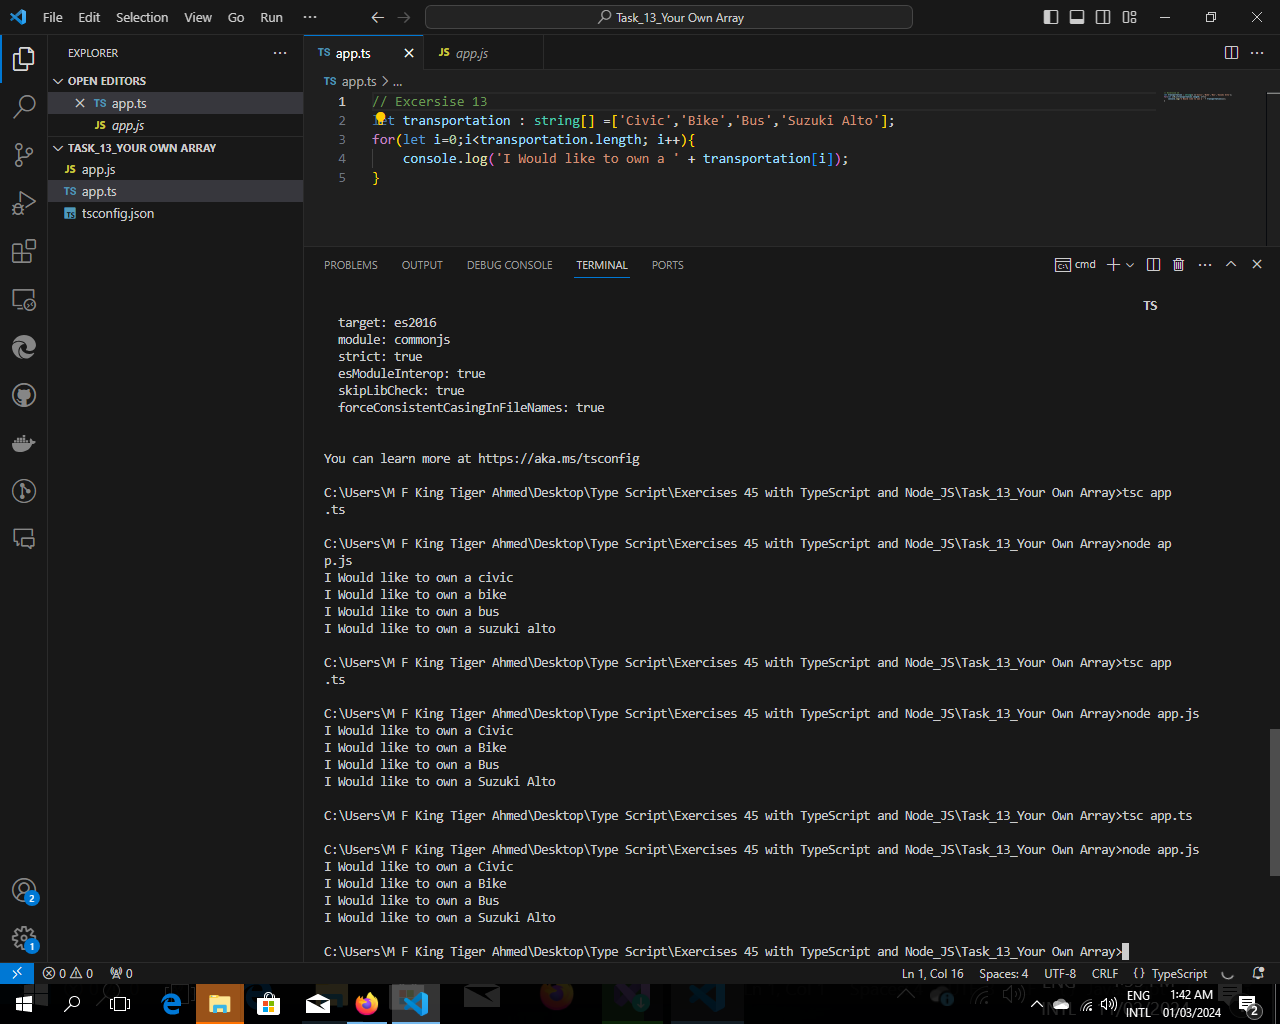 File Edit Selection View Go Run ··· Task_13_Your Own Array
EXPLORER ···
OPEN EDITORS
TS app.ts
JS app.js
TASK_13_YOUR OWN ARRAY
JS app.js
TS app.ts
TS tsconfig.json
TS app.ts JS app.js ···
TS app.ts > ...
1 // Excersise 13
2 let transportation : string[] =['Civic','Bike','Bus','Suzuki Alto'];
3 for(let i=0;i<transportation.length; i++){
4 console.log('I Would like to own a ' + transportation[i]);
5 }
PROBLEMS OUTPUT DEBUG CONSOLE TERMINAL PORTS cmd ···
TS
target: es2016
module: commonjs
strict: true
esModuleInterop: true
skipLibCheck: true
forceConsistentCasingInFileNames: true
You can learn more at https://aka.ms/tsconfig
C:\Users\M F King Tiger Ahmed\Desktop\Type Script\Exercises 45 with TypeScript and Node_JS\Task_13_Your Own Array>tsc app
.ts
C:\Users\M F King Tiger Ahmed\Desktop\Type Script\Exercises 45 with TypeScript and Node_JS\Task_13_Your Own Array>node ap
p.js
I Would like to own a civic
I Would like to own a bike
I Would like to own a bus
I Would like to own a suzuki alto
C:\Users\M F King Tiger Ahmed\Desktop\Type Script\Exercises 45 with TypeScript and Node_JS\Task_13_Your Own Array>tsc app
.ts
C:\Users\M F King Tiger Ahmed\Desktop\Type Script\Exercises 45 with TypeScript and Node_JS\Task_13_Your Own Array>node app.js
I Would like to own a Civic
I Would like to own a Bike
I Would like to own a Bus
I Would like to own a Suzuki Alto
C:\Users\M F King Tiger Ahmed\Desktop\Type Script\Exercises 45 with TypeScript and Node_JS\Task_13_Your Own Array>tsc app.ts
C:\Users\M F King Tiger Ahmed\Desktop\Type Script\Exercises 45 with TypeScript and Node_JS\Task_13_Your Own Array>node app.js
I Would like to own a Civic
I Would like to own a Bike
I Would like to own a Bus
I Would like to own a Suzuki Alto
C:\Users\M F King Tiger Ahmed\Desktop\Type Script\Exercises 45 with TypeScript and Node_JS\Task_13_Your Own Array>
2
1
0 0 0 Ln 1, Col 16 Spaces: 4 UTF-8 CRLF { } TypeScript
ENG 1:42 AM
INTL 01/03/2024 2